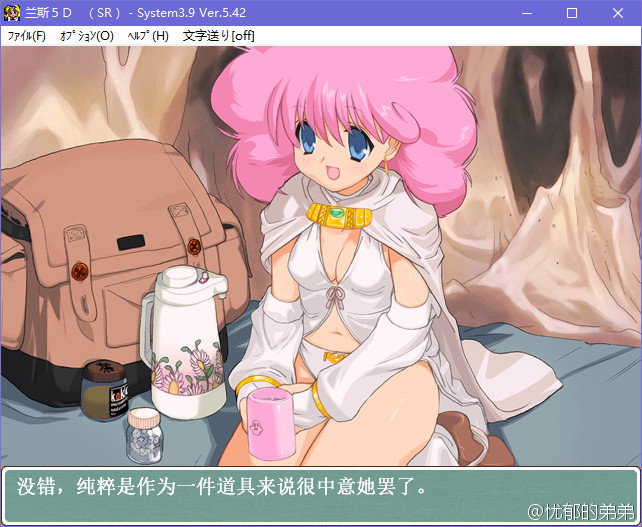 兰斯5D (SR) - System3.9 Ver.5.42
ﾌｧｲﾙ(F) ｵﾌﾟｼｮﾝ(O) ﾍﾙﾌﾟ(H) 文字送り[off]
没错，纯粹是作为一件道具来说很中意她罢了。
@忧郁的弟弟